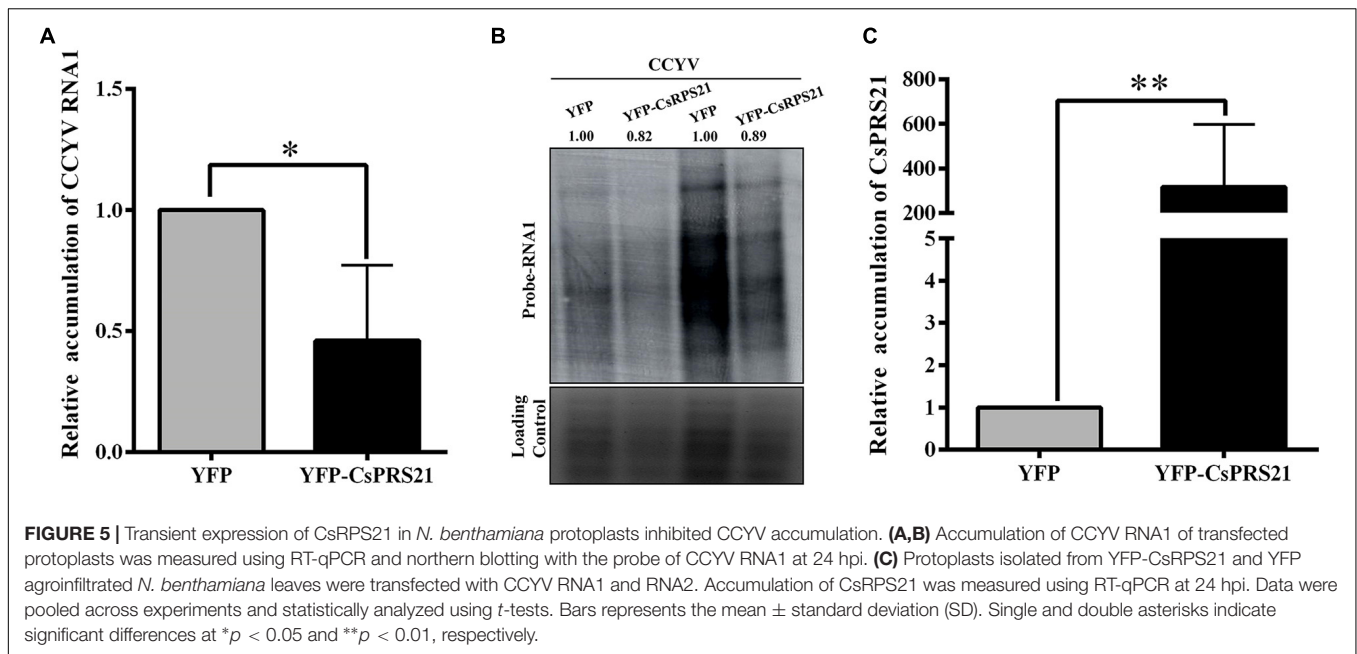 A
Relative accumulation of CCYV RNA1
1.5
1.0
0.5
0.0
*
YFP
YFP-CsPRS21
B
CCYV
YFP YFP-CsRPS21 YFP YFP-CsRPS21
1.00 0.82 1.00 0.89
Probe-RNA1
Loading
Control
C
Relative accumulation of CsPRS21
800
600
400
200
5
4
3
2
1
0
**
YFP
YFP-CsPRS21
FIGURE 5 | Transient expression of CsRPS21 in N. benthamiana protoplasts inhibited CCYV accumulation. (A,B) Accumulation of CCYV RNA1 of transfected
protoplasts was measured using RT-qPCR and northern blotting with the probe of CCYV RNA1 at 24 hpi. (C) Protoplasts isolated from YFP-CsRPS21 and YFP
agroinfiltrated N. benthamiana leaves were transfected with CCYV RNA1 and RNA2. Accumulation of CsRPS21 was measured using RT-qPCR at 24 hpi. Data were
pooled across experiments and statistically analyzed using t-tests. Bars represents the mean ± standard deviation (SD). Single and double asterisks indicate
significant differences at *p < 0.05 and **p < 0.01, respectively.